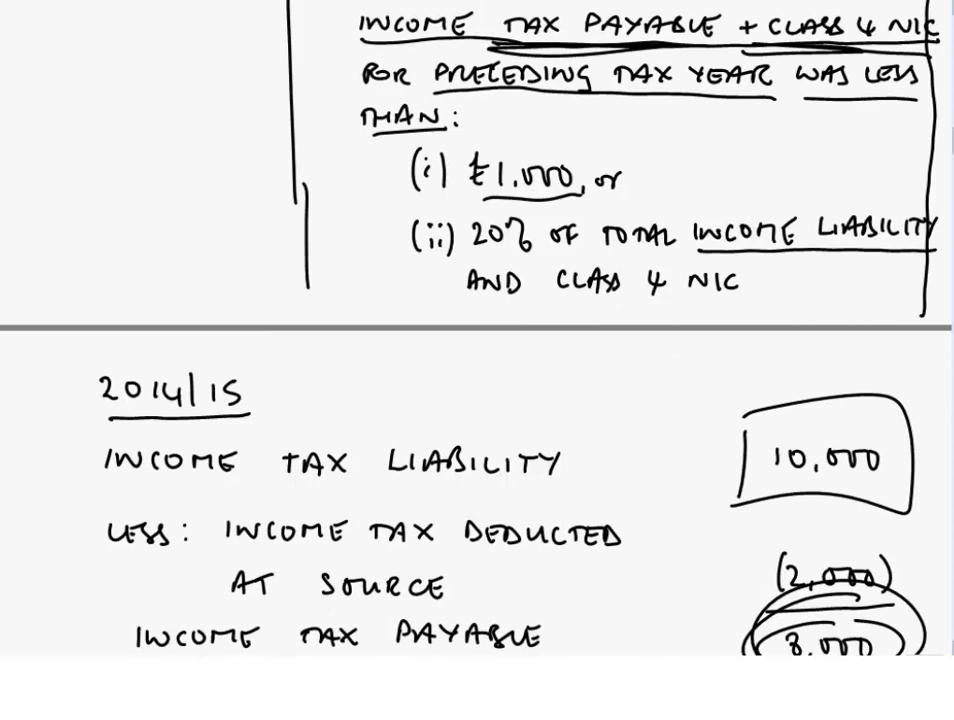 INCOME TAX PAYABLE + CLASS 4 NIC
FOR PRECEDING TAX YEAR WAS LESS
THAN:
(i) £1,000, or
(ii) 20% OF TOTAL INCOME LIABILITY
AND CLASS 4 NIC
2014/15
INCOME TAX LIABILITY 10,000
LESS: INCOME TAX DEDUCTED
AT SOURCE (2,000)
INCOME TAX PAYABLE 8,000